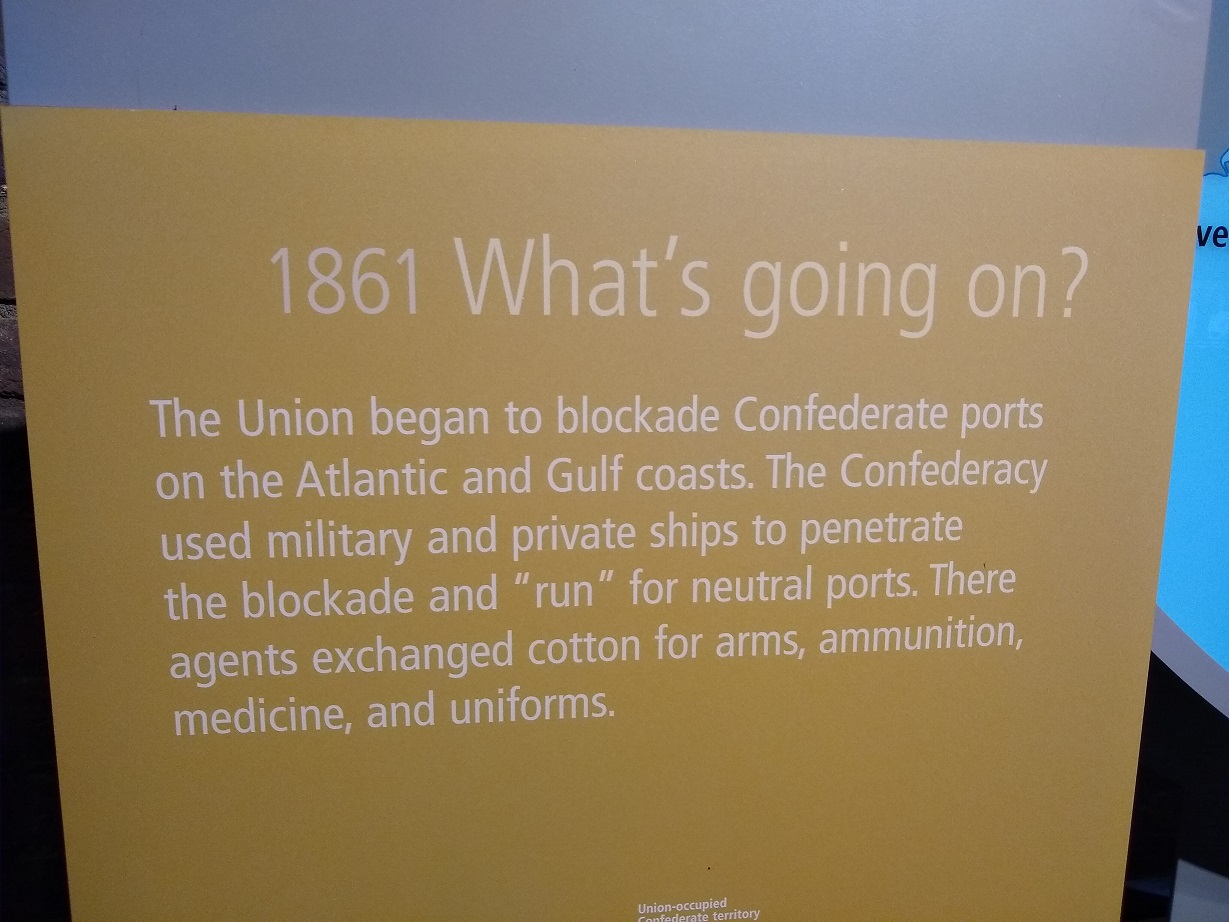 1861 What's going on?
ve
The Union began to blockade Confederate ports
on the Atlantic and Gulf coasts. The Confederacy
used military and private ships to penetrate
the blockade and “run” for neutral ports. There
agents exchanged cotton for arms, ammunition,
medicine, and uniforms.
Union-occupied
Confederate territory